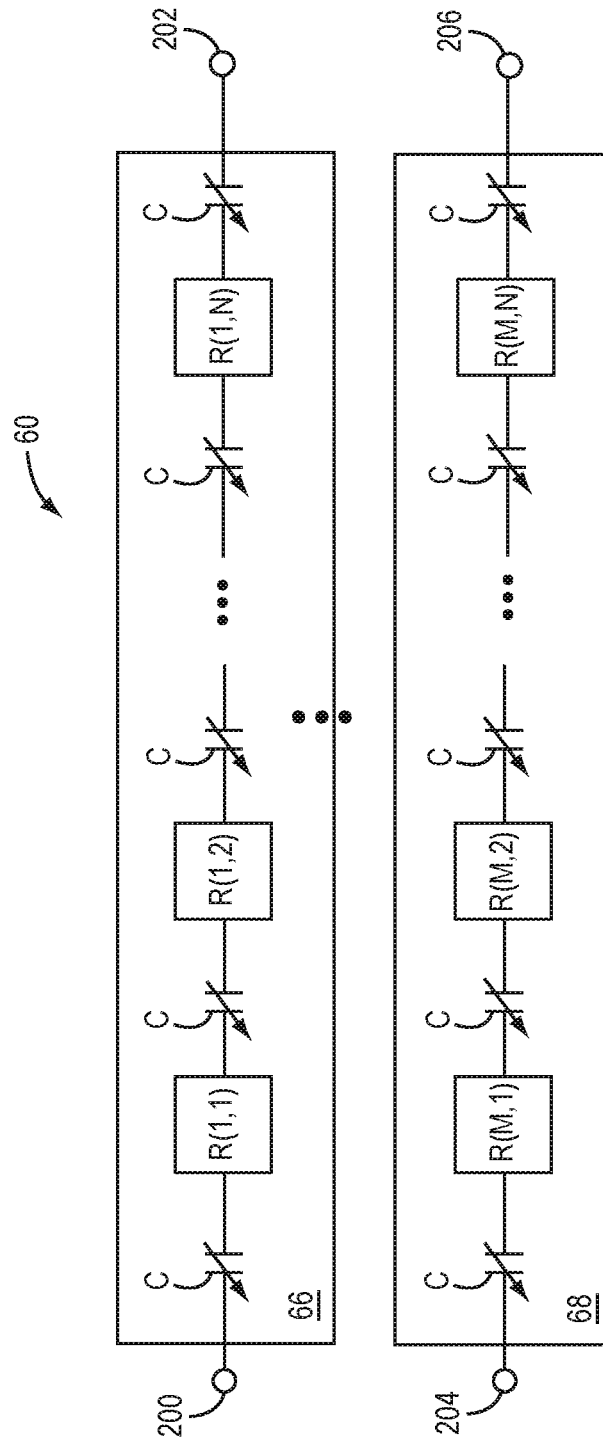 60
200
C
C
C
C
C
202
R(1,1)
R(1,2)
R(1,N)
66
204
C
C
C
C
C
206
R(M,1)
R(M,2)
R(M,N)
68